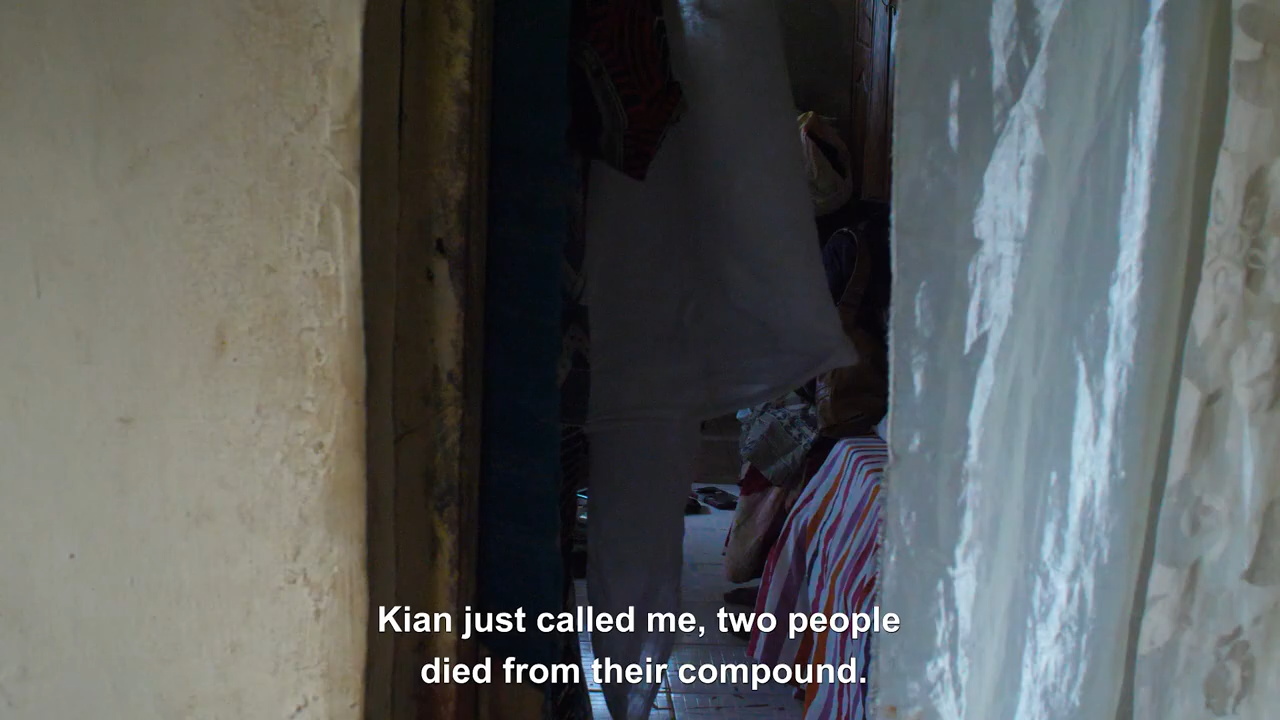 Kian just called me, two people
died from their compound.